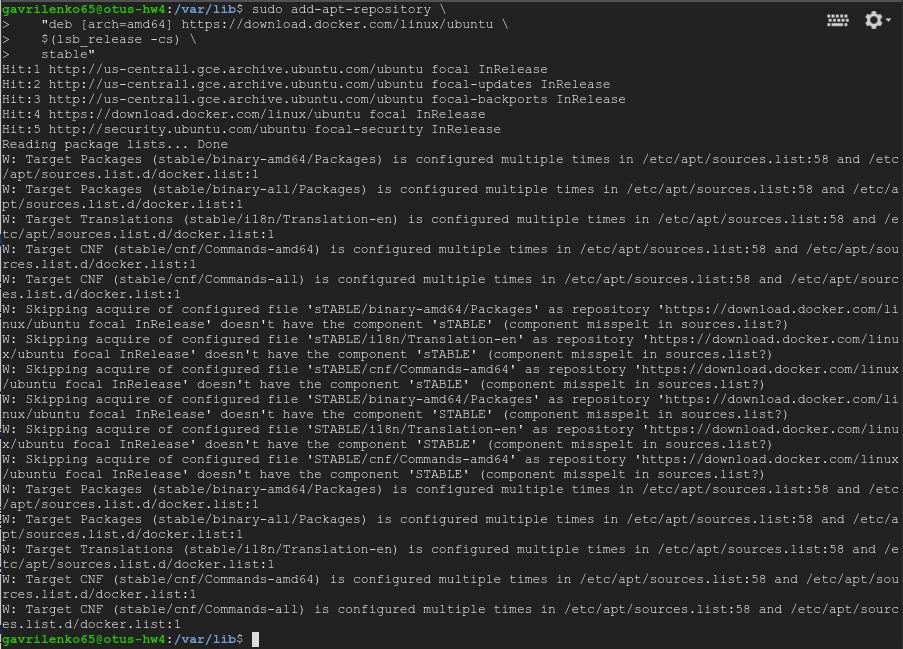 gavrilenko65@otus-hw4:/var/lib$ sudo add-apt-repository \
>    "deb [arch=amd64] https://download.docker.com/linux/ubuntu \
>    $(lsb_release -cs) \
>    stable"
Hit:1 http://us-central1.gce.archive.ubuntu.com/ubuntu focal InRelease
Hit:2 http://us-central1.gce.archive.ubuntu.com/ubuntu focal-updates InRelease
Hit:3 http://us-central1.gce.archive.ubuntu.com/ubuntu focal-backports InRelease
Hit:4 https://download.docker.com/linux/ubuntu focal InRelease
Hit:5 http://security.ubuntu.com/ubuntu focal-security InRelease
Reading package lists... Done
W: Target Packages (stable/binary-amd64/Packages) is configured multiple times in /etc/apt/sources.list:58 and /etc
/apt/sources.list.d/docker.list:1
W: Target Packages (stable/binary-all/Packages) is configured multiple times in /etc/apt/sources.list:58 and /etc/a
pt/sources.list.d/docker.list:1
W: Target Translations (stable/i18n/Translation-en) is configured multiple times in /etc/apt/sources.list:58 and /e
tc/apt/sources.list.d/docker.list:1
W: Target CNF (stable/cnf/Commands-amd64) is configured multiple times in /etc/apt/sources.list:58 and /etc/apt/sou
rces.list.d/docker.list:1
W: Target CNF (stable/cnf/Commands-all) is configured multiple times in /etc/apt/sources.list:58 and /etc/apt/sourc
es.list.d/docker.list:1
W: Skipping acquire of configured file 'sTABLE/binary-amd64/Packages' as repository 'https://download.docker.com/li
nux/ubuntu focal InRelease' doesn't have the component 'sTABLE' (component misspelt in sources.list?)
W: Skipping acquire of configured file 'sTABLE/i18n/Translation-en' as repository 'https://download.docker.com/linu
x/ubuntu focal InRelease' doesn't have the component 'sTABLE' (component misspelt in sources.list?)
W: Skipping acquire of configured file 'sTABLE/cnf/Commands-amd64' as repository 'https://download.docker.com/linux
/ubuntu focal InRelease' doesn't have the component 'sTABLE' (component misspelt in sources.list?)
W: Skipping acquire of configured file 'STABLE/binary-amd64/Packages' as repository 'https://download.docker.com/li
nux/ubuntu focal InRelease' doesn't have the component 'STABLE' (component misspelt in sources.list?)
W: Skipping acquire of configured file 'STABLE/i18n/Translation-en' as repository 'https://download.docker.com/linu
x/ubuntu focal InRelease' doesn't have the component 'STABLE' (component misspelt in sources.list?)
W: Skipping acquire of configured file 'STABLE/cnf/Commands-amd64' as repository 'https://download.docker.com/linux
/ubuntu focal InRelease' doesn't have the component 'STABLE' (component misspelt in sources.list?)
W: Target Packages (stable/binary-amd64/Packages) is configured multiple times in /etc/apt/sources.list:58 and /etc
/apt/sources.list.d/docker.list:1
W: Target Packages (stable/binary-all/Packages) is configured multiple times in /etc/apt/sources.list:58 and /etc/a
pt/sources.list.d/docker.list:1
W: Target Translations (stable/i18n/Translation-en) is configured multiple times in /etc/apt/sources.list:58 and /e
tc/apt/sources.list.d/docker.list:1
W: Target CNF (stable/cnf/Commands-amd64) is configured multiple times in /etc/apt/sources.list:58 and /etc/apt/sou
rces.list.d/docker.list:1
W: Target CNF (stable/cnf/Commands-all) is configured multiple times in /etc/apt/sources.list:58 and /etc/apt/sourc
es.list.d/docker.list:1
gavrilenko65@otus-hw4:/var/lib$